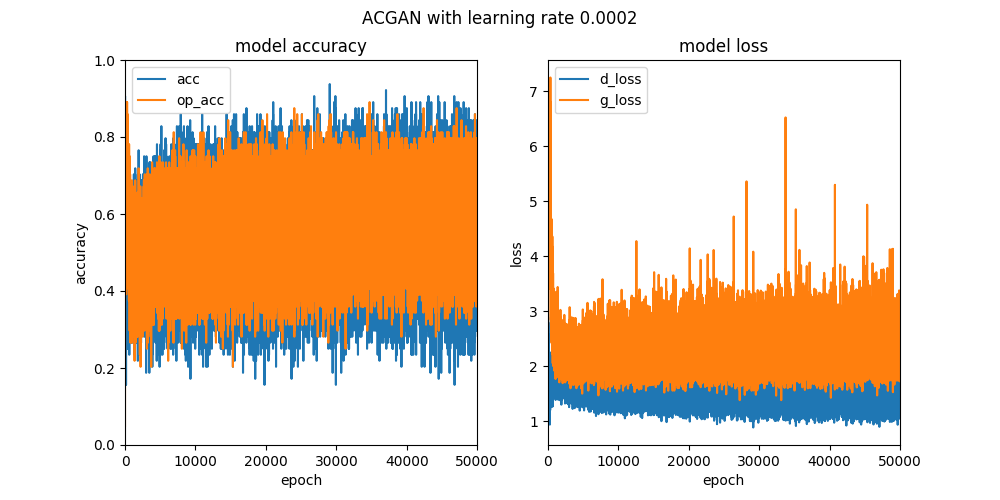 ACGAN with learning rate 0.0002
model accuracy
acc
op_acc
1.0
0.8
0.6
0.4
0.2
0.0
accuracy
0
10000
20000
30000
40000
50000
epoch
model loss
d_loss
g_loss
7
6
5
4
3
2
1
loss
0
10000
20000
30000
40000
50000
epoch